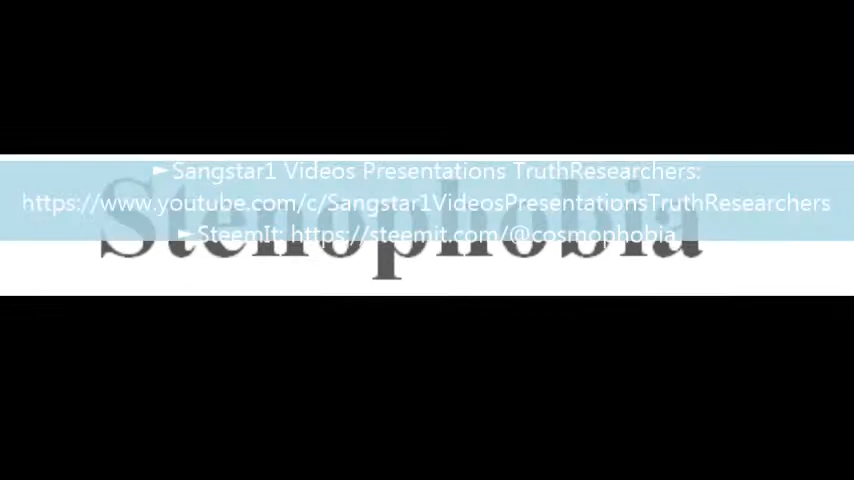 ►Sangstar1 Videos Presentations TruthResearchers:
https://www.youtube.com/c/Sangstar1VideosPresentationsTruthResearchers
►SteemIt: https://steemit.com/@cosmophobia
Stenophobia